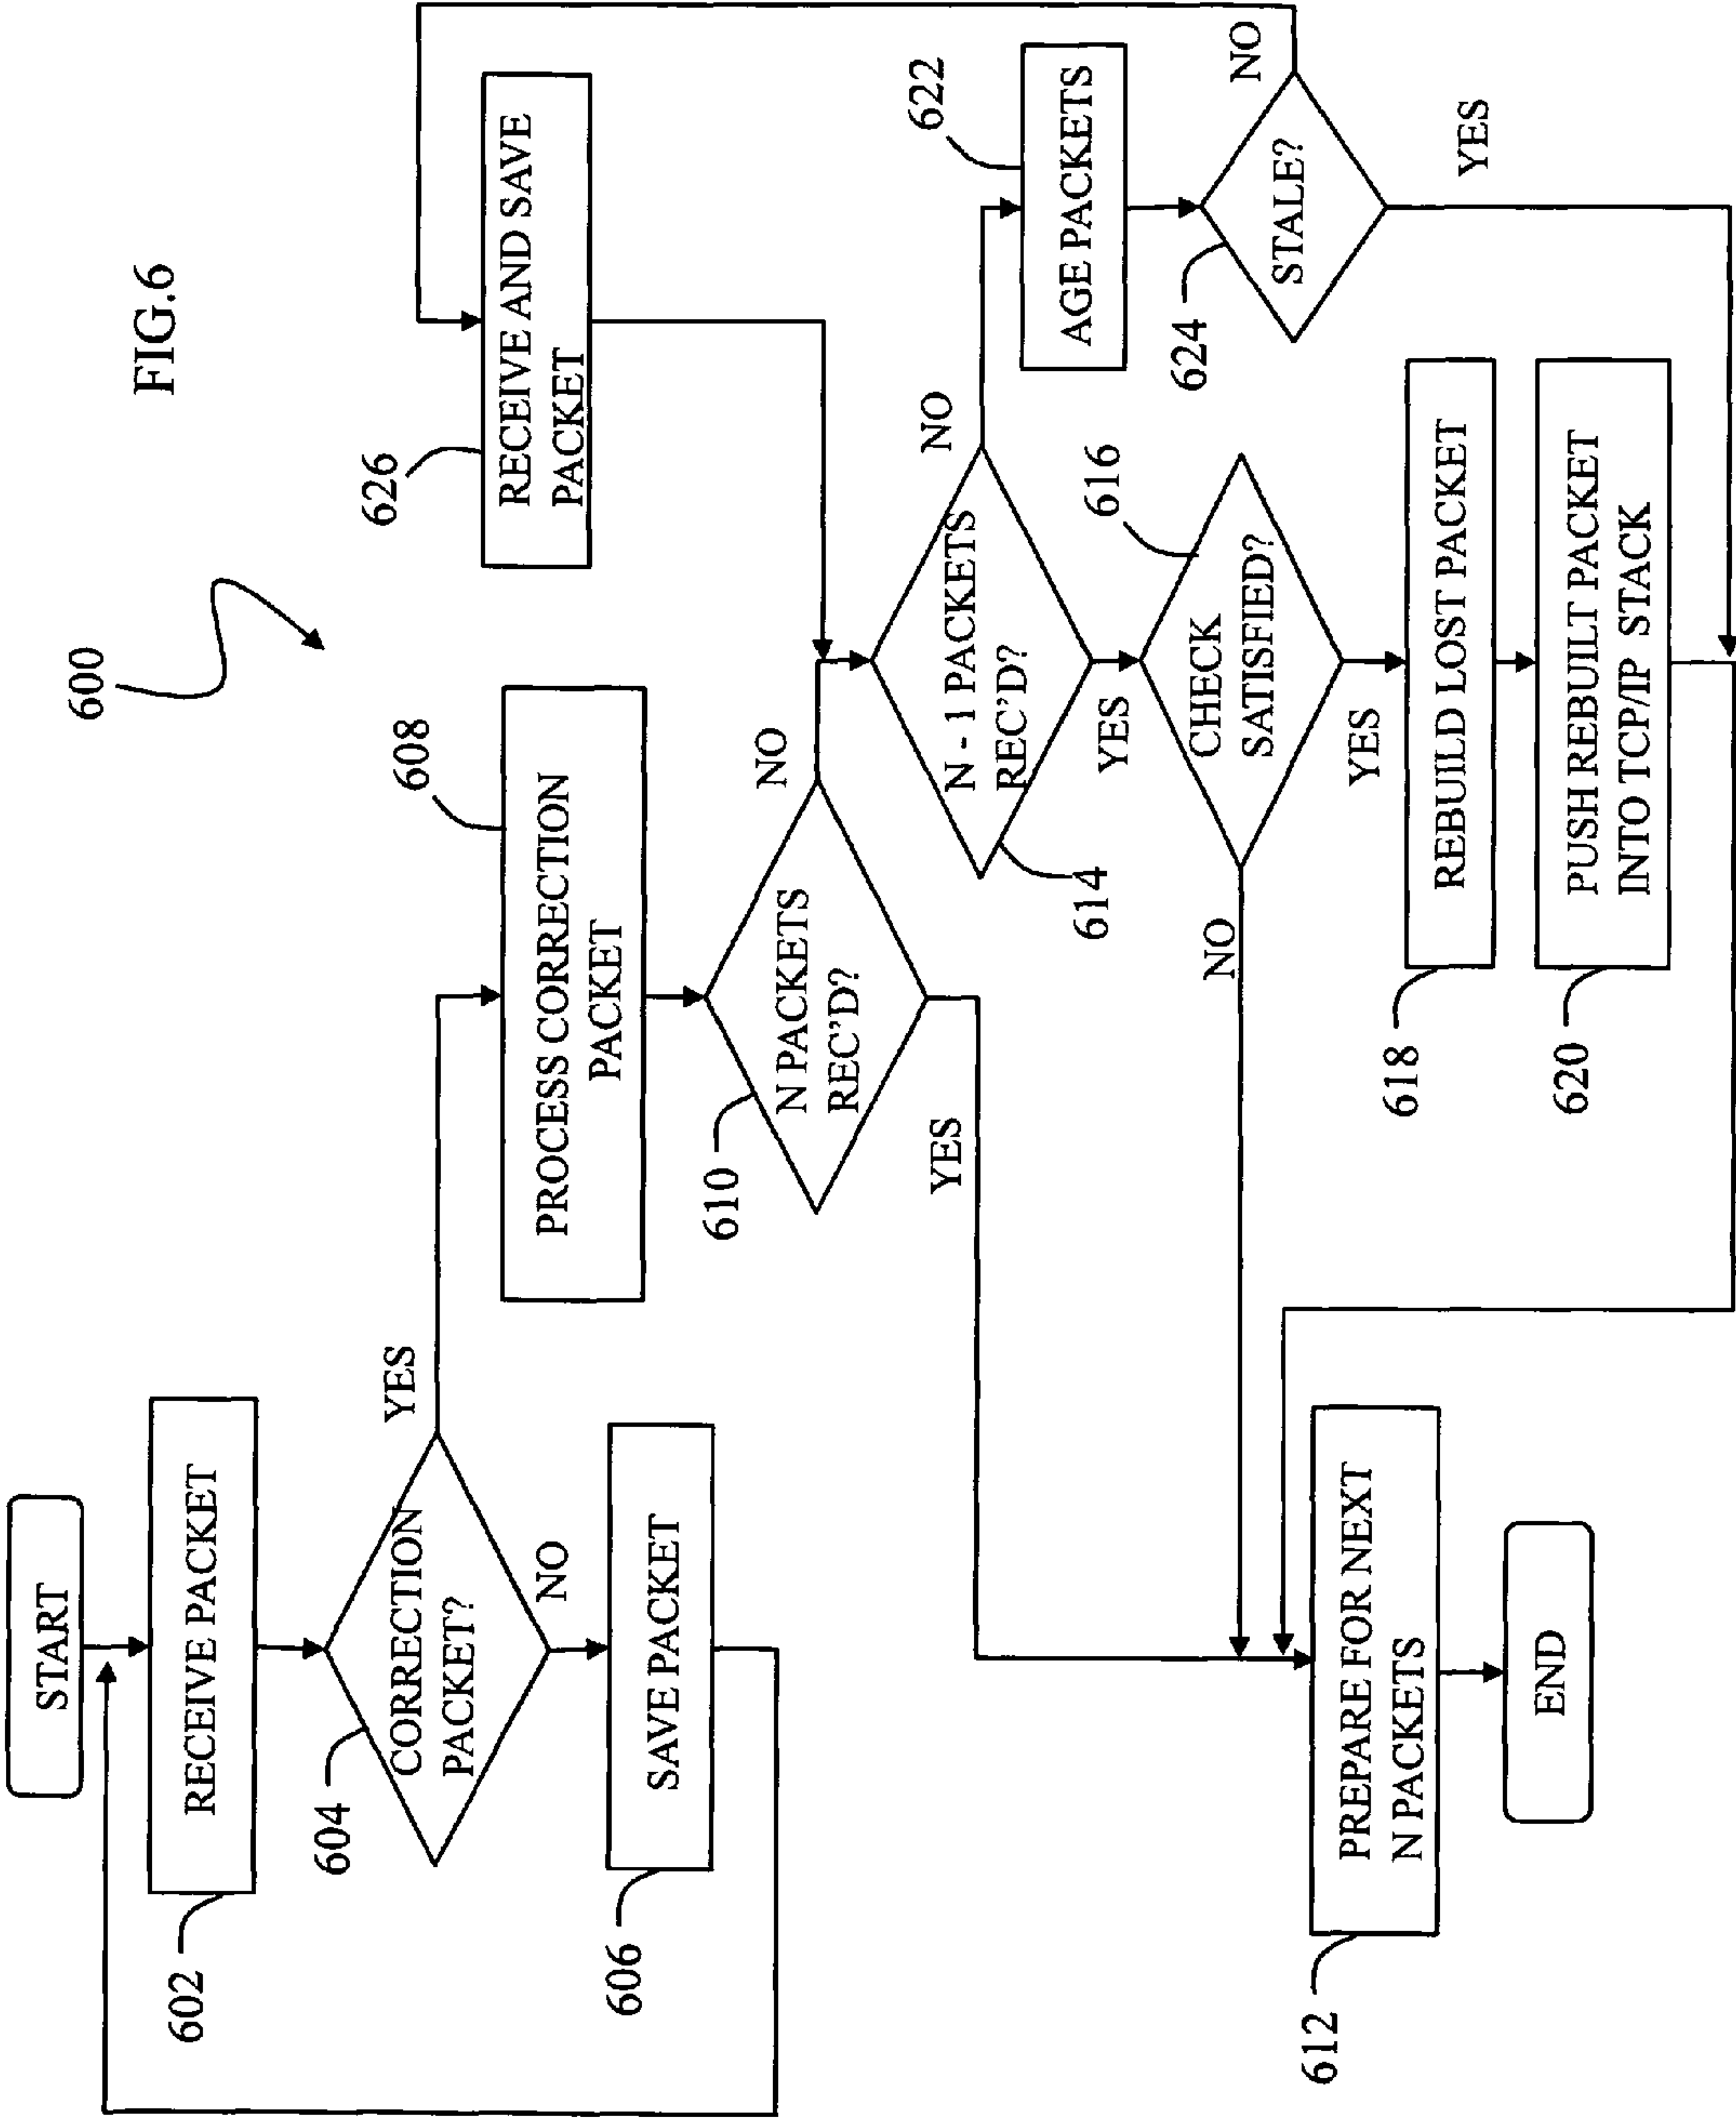 FIG.6
600
START
RECEIVE PACKET
602
CORRECTION
PACKET?
604
YES
NO
SAVE PACKET
606
PROCESS CORRECTION
PACKET
608
N PACKETS
REC'D?
610
NO
YES
RECEIVE AND SAVE
PACKET
626
N - 1 PACKETS
REC'D?
614
NO
YES
AGE PACKETS
622
STALE?
624
NO
YES
CHECK
SATISFIED?
616
NO
YES
REBUILD LOST PACKET
618
PUSH REBUILT PACKET
INTO TCP/IP STACK
620
PREPARE FOR NEXT
N PACKETS
612
END